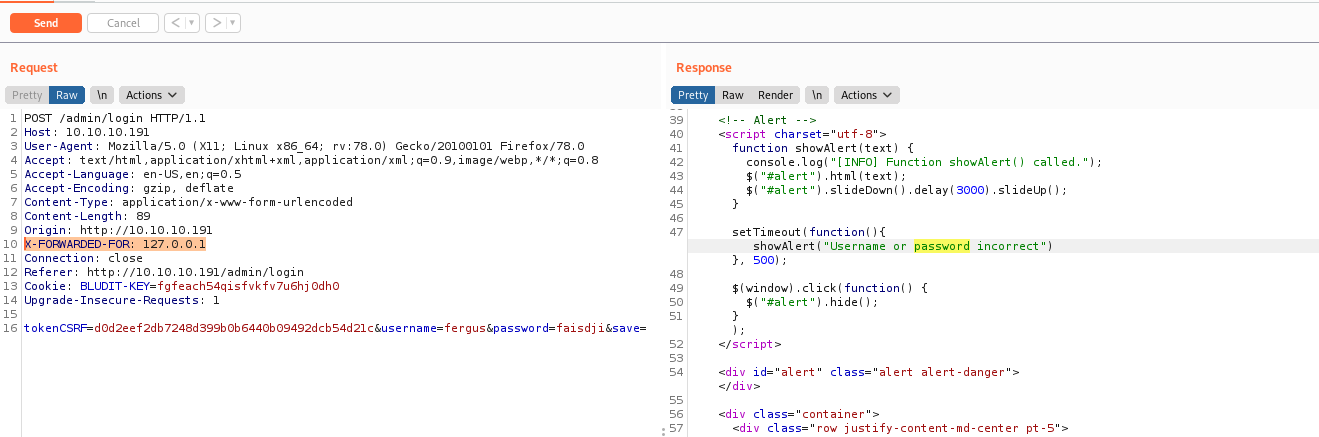 Send Cancel < >
Request
Pretty Raw \n Actions
1 POST /admin/login HTTP/1.1
2 Host: 10.10.10.191
3 User-Agent: Mozilla/5.0 (X11; Linux x86_64; rv:78.0) Gecko/20100101 Firefox/78.0
4 Accept: text/html,application/xhtml+xml,application/xml;q=0.9,image/webp,*/*;q=0.8
5 Accept-Language: en-US,en;q=0.5
6 Accept-Encoding: gzip, deflate
7 Content-Type: application/x-www-form-urlencoded
8 Content-Length: 89
9 Origin: http://10.10.10.191
10 X-FORWARDED-FOR: 127.0.0.1
11 Connection: close
12 Referer: http://10.10.10.191/admin/login
13 Cookie: BLUDIT-KEY=fgfeach54qisfvkfv7u6hj0dh0
14 Upgrade-Insecure-Requests: 1
15
16 tokenCSRF=d0d2eef2db7248d399b0b6440b09492dcb54d21c&username=fergus&password=faisdji&save=
Response
Pretty Raw Render \n Actions
39 <!-- Alert -->
40 <script charset="utf-8">
41 function showAlert(text) {
42 console.log("[INFO] Function showAlert() called.");
43 $("#alert").html(text);
44 $("#alert").slideDown().delay(3000).slideUp();
45 }
46
47 setTimeout(function(){
showAlert("Username or password incorrect")
}, 500);
48
49 $(window).click(function() {
50 $("#alert").hide();
51 }
);
52 </script>
53
54 <div id="alert" class="alert alert-danger">
</div>
55
56 <div class="container">
57 <div class="row justify-content-md-center pt-5">